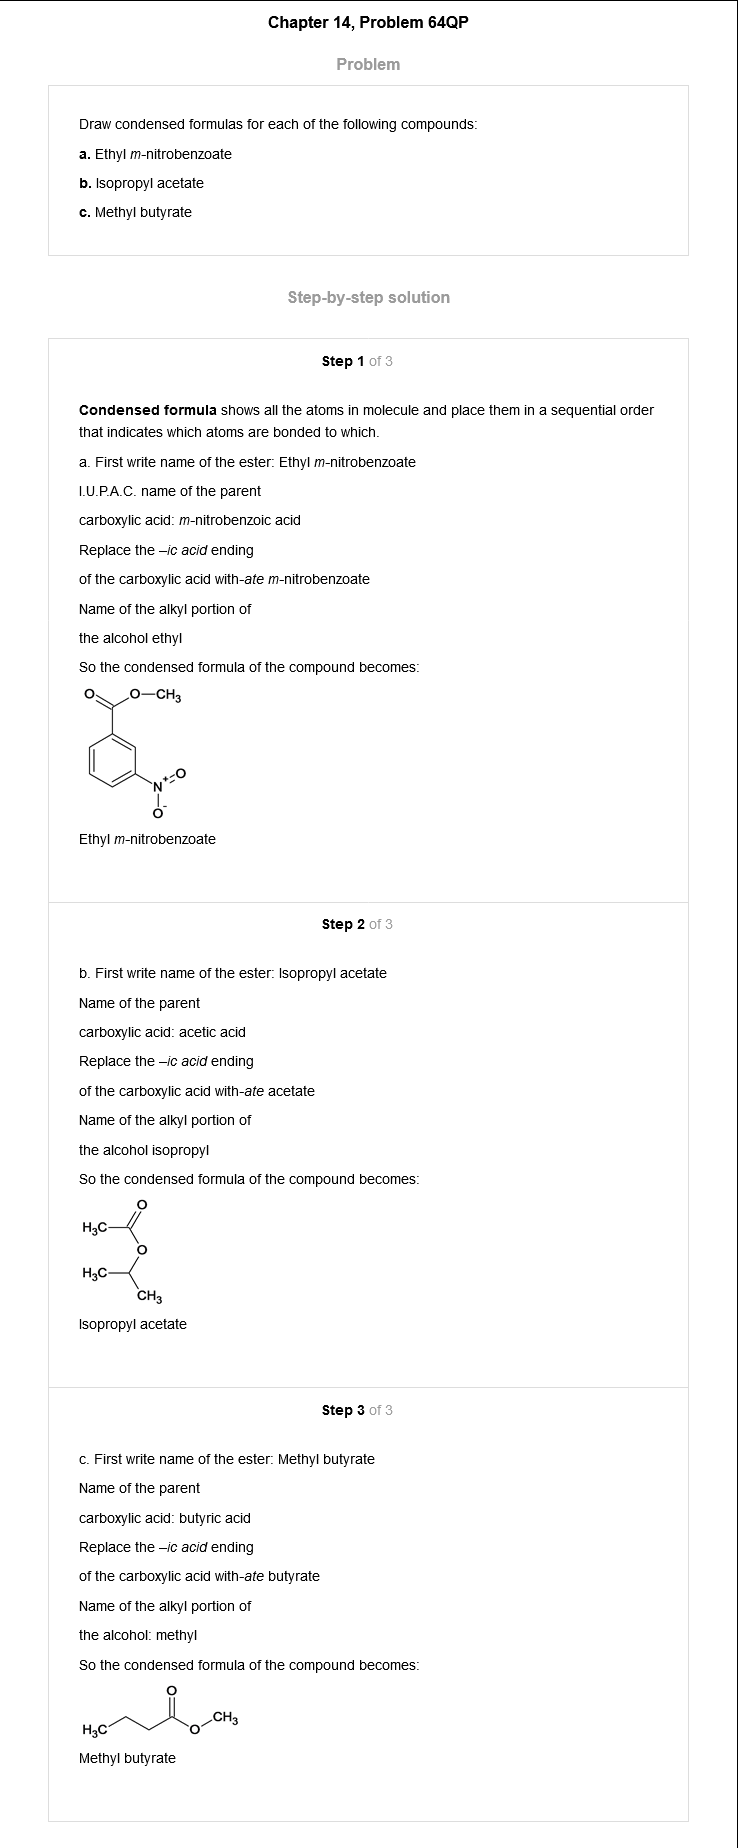 Chapter 14, Problem 64QP
Problem
Draw condensed formulas for each of the following compounds:
a. Ethyl m-nitrobenzoate
b. Isopropyl acetate
c. Methyl butyrate
Step-by-step solution
Step 1 of 3
Condensed formula shows all the atoms in molecule and place them in a sequential order
that indicates which atoms are bonded to which.
a. First write name of the ester: Ethyl m-nitrobenzoate
I.U.P.A.C. name of the parent
carboxylic acid: m-nitrobenzoic acid
Replace the –ic acid ending
of the carboxylic acid with-ate m-nitrobenzoate
Name of the alkyl portion of
the alcohol ethyl
So the condensed formula of the compound becomes:
O O—CH3
N+ O
O-
Ethyl m-nitrobenzoate
Step 2 of 3
b. First write name of the ester: Isopropyl acetate
Name of the parent
carboxylic acid: acetic acid
Replace the –ic acid ending
of the carboxylic acid with-ate acetate
Name of the alkyl portion of
the alcohol isopropyl
So the condensed formula of the compound becomes:
O
H3C
O
H3C
CH3
Isopropyl acetate
Step 3 of 3
c. First write name of the ester: Methyl butyrate
Name of the parent
carboxylic acid: butyric acid
Replace the –ic acid ending
of the carboxylic acid with-ate butyrate
Name of the alkyl portion of
the alcohol: methyl
So the condensed formula of the compound becomes:
O
H3C O CH3
Methyl butyrate